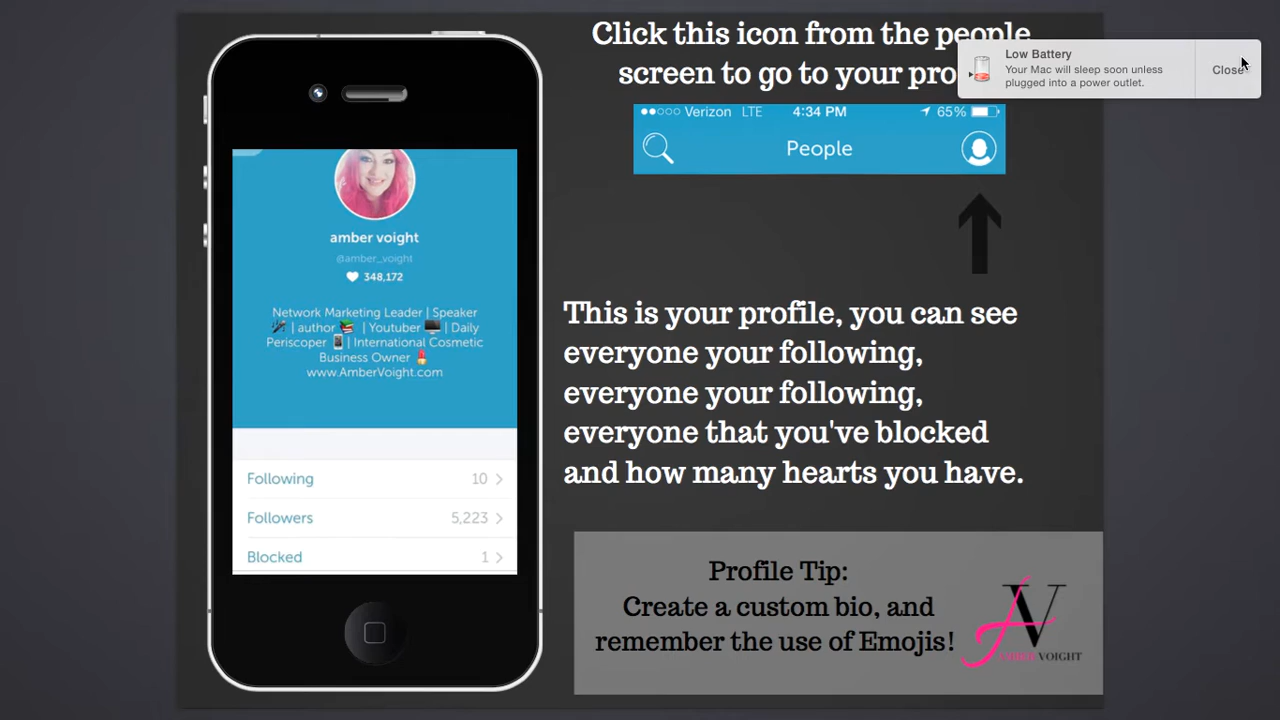 Click this icon from the people
screen to go to your pro
Low Battery
Your Mac will sleep soon unless
plugged into a power outlet.
Close
Verizon LTE 4:34 PM 65%
People
amber voight
@amber_voight
348,172
Network Marketing Leader | Speaker
| author | Youtuber | Daily
Periscoper | International Cosmetic
Business Owner
www.AmberVoight.com
Following 10
Followers 5,223
Blocked 1
This is your profile, you can see
everyone your following,
everyone your following,
everyone that you've blocked
and how many hearts you have.
Profile Tip:
Create a custom bio, and
remember the use of Emojis!
AV
AMBER VOIGHT